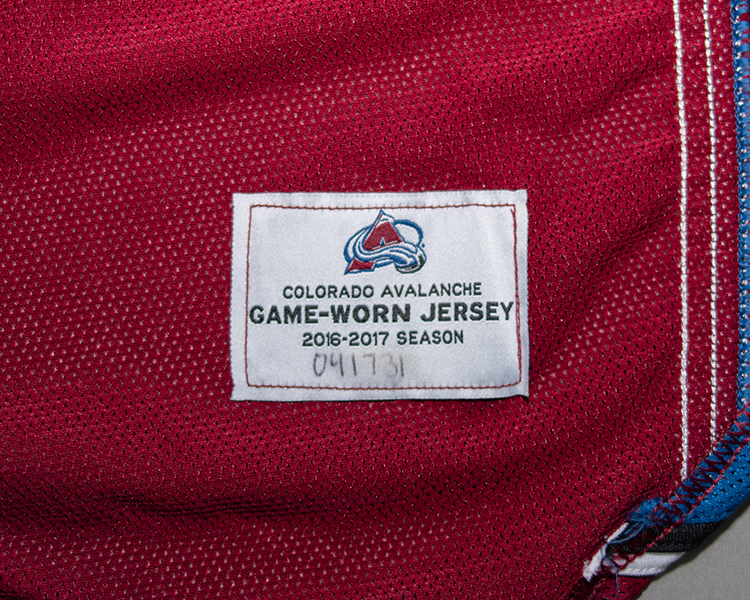 COLORADO AVALANCHE
GAME-WORN JERSEY
2016-2017 SEASON
041731